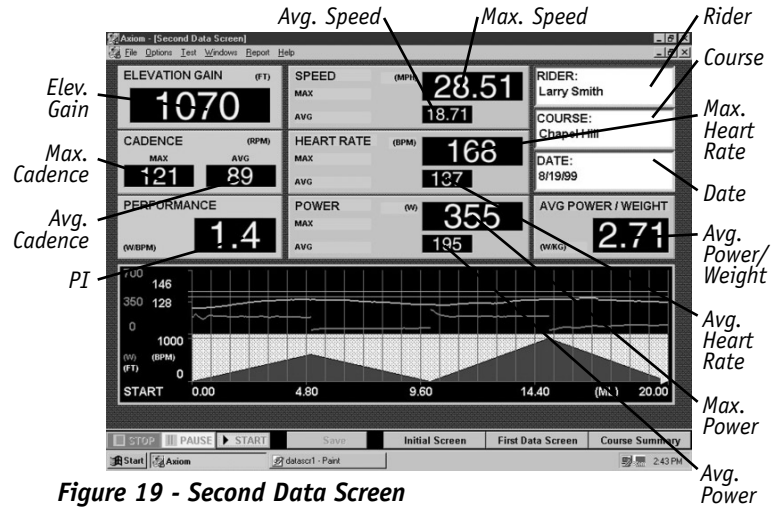 Avg. Speed
Max. Speed
Rider
Axiom - [Second Data Screen]
File Options Test Windows Report Help
Course
Elev. Gain
ELEVATION GAIN (FT)
1070
SPEED (MPH)
MAX
28.51
AVG
18.71
RIDER:
Larry Smith
COURSE:
Chapel Hill
DATE:
8/19/99
Max. Cadence
CADENCE (RPM)
MAX AVG
121 89
HEART RATE (BPM)
MAX
168
AVG
137
Max. Heart Rate
Date
Avg. Cadence
PERFORMANCE
(W/BPM)
1.4
POWER (W)
MAX
355
AVG
195
AVG POWER / WEIGHT
(W/KG)
2.71
Avg. Power/ Weight
PI
700
350
0
146
128
1000
0
(W) (BPM)
(FT)
START 0.00 4.80 9.60 14.40 20.00
Avg. Heart Rate
Max. Power
STOP PAUSE START Save Initial Screen First Data Screen Course Summary
Start Axiom datascr1 - Paint 2:43 PM
Avg. Power
Figure 19 - Second Data Screen